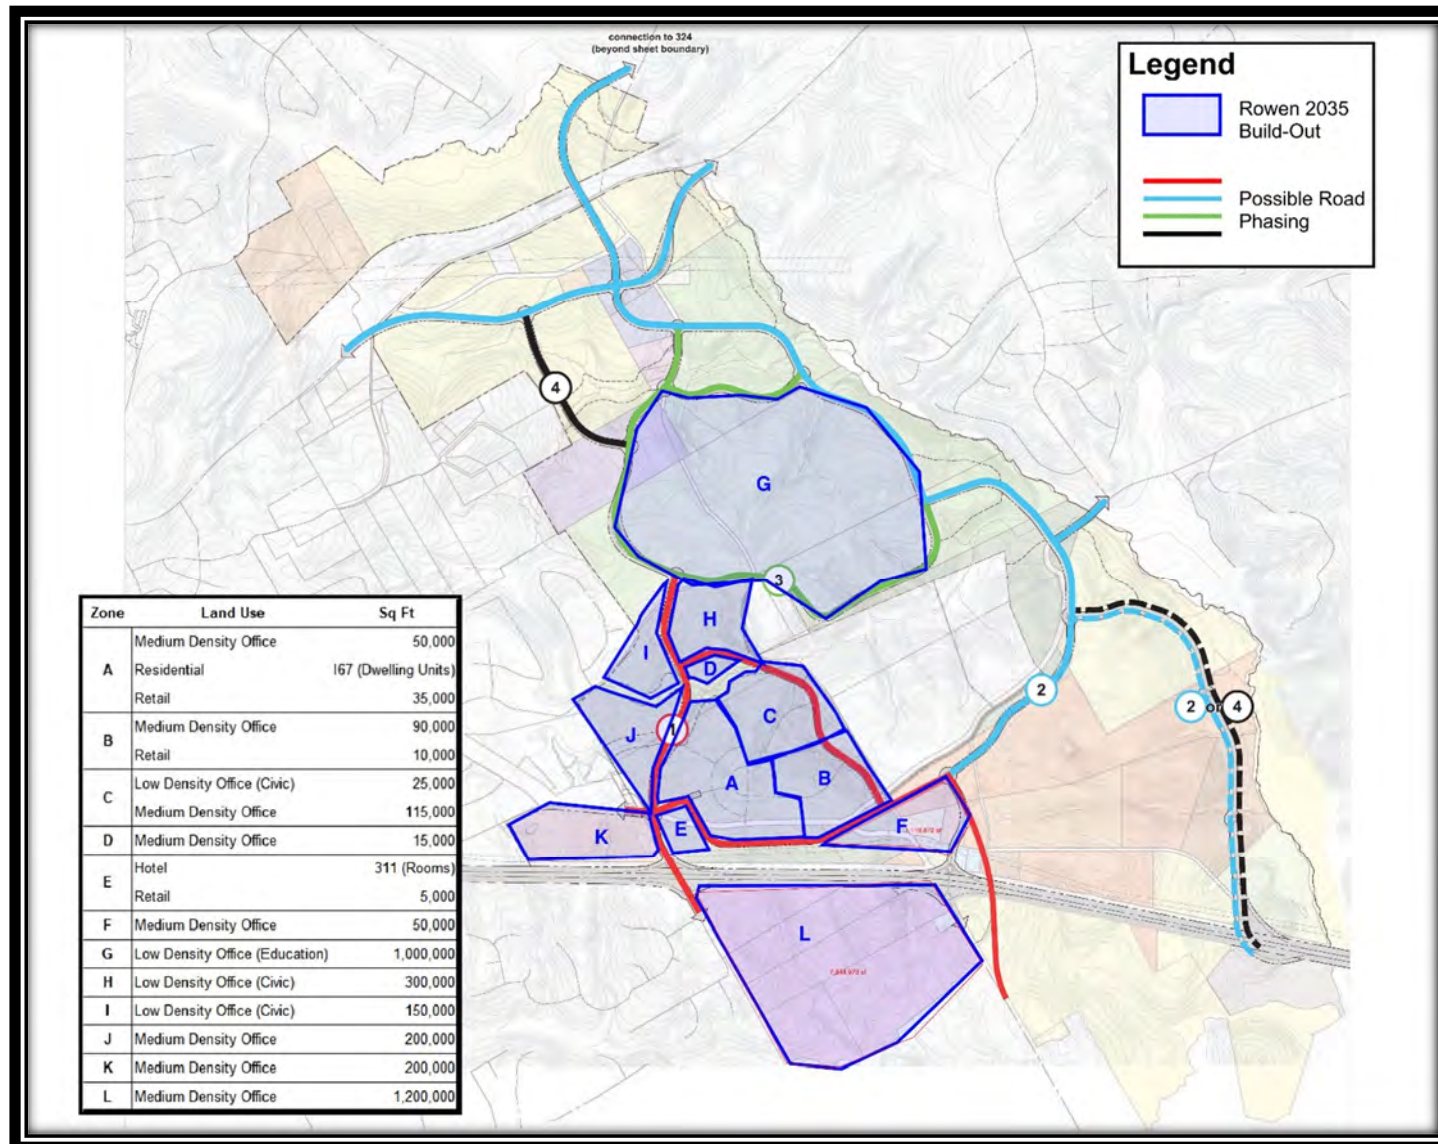 connection to 324
(beyond sheet boundary)
Legend
Rowen 2035
Build-Out
Possible Road
Phasing
4
G
3
H
I
D
2
2 or 4
C
J
1
A
B
E
F
K
L
Zone Land Use Sq Ft
A
Medium Density Office 50,000
Residential I67 (Dwelling Units)
Retail 35,000
B
Medium Density Office 90,000
Retail 10,000
C
Low Density Office (Civic) 25,000
Medium Density Office 115,000
D Medium Density Office 15,000
E
Hotel 311 (Rooms)
Retail 5,000
F Medium Density Office 50,000
G Low Density Office (Education) 1,000,000
H Low Density Office (Civic) 300,000
I Low Density Office (Civic) 150,000
J Medium Density Office 200,000
K Medium Density Office 200,000
L Medium Density Office 1,200,000